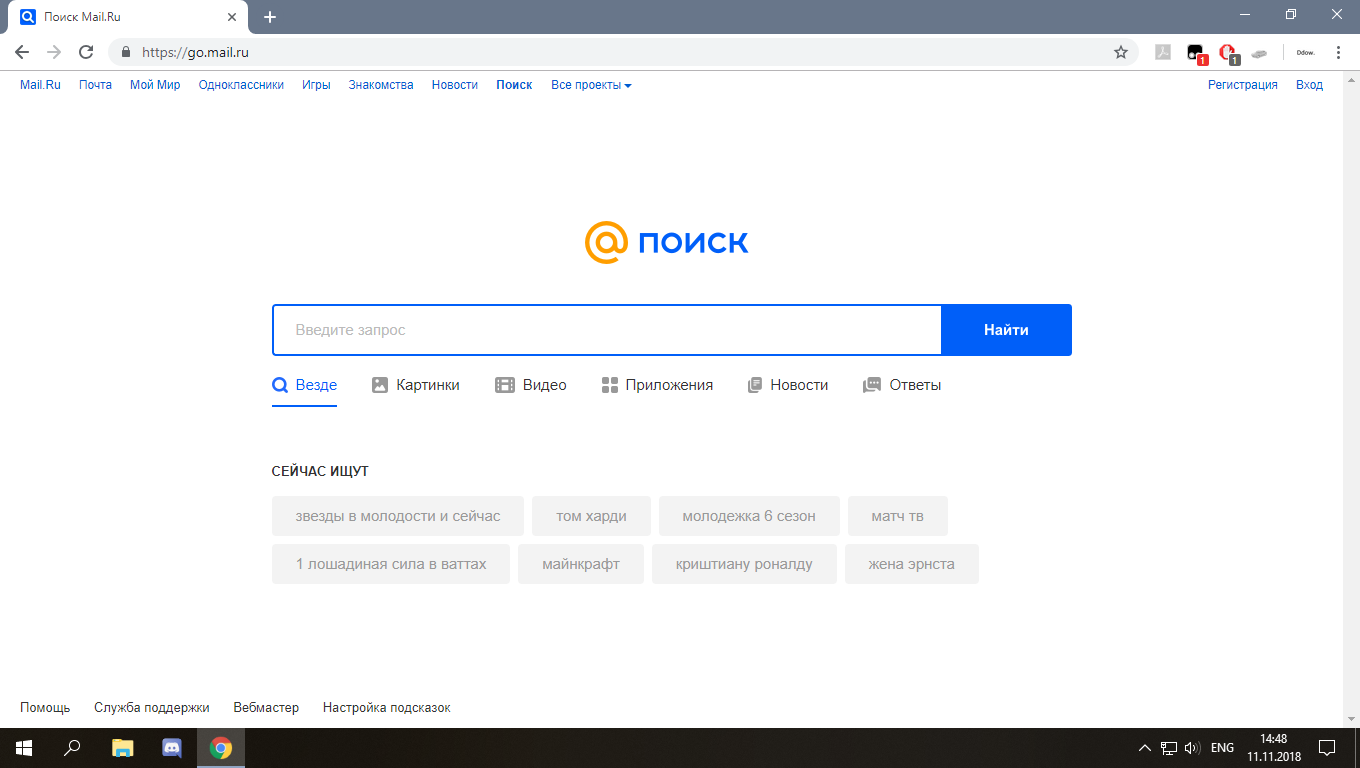 Поиск Mail.Ru
https://go.mail.ru
1
1
Ddow.
Mail.Ru Почта Мой Мир Одноклассники Игры Знакомства Новости Поиск Все проекты Регистрация Вход
@ ПОИСК
Введите запрос Найти
Везде Картинки Видео Приложения Новости Ответы
СЕЙЧАС ИЩУТ
звезды в молодости и сейчас том харди молодежка 6 сезон матч тв
1 лошадиная сила в ваттах майнкрафт криштиану роналду жена эрнста
Помощь Служба поддержки Вебмастер Настройка подсказок
ENG
14:48
11.11.2018